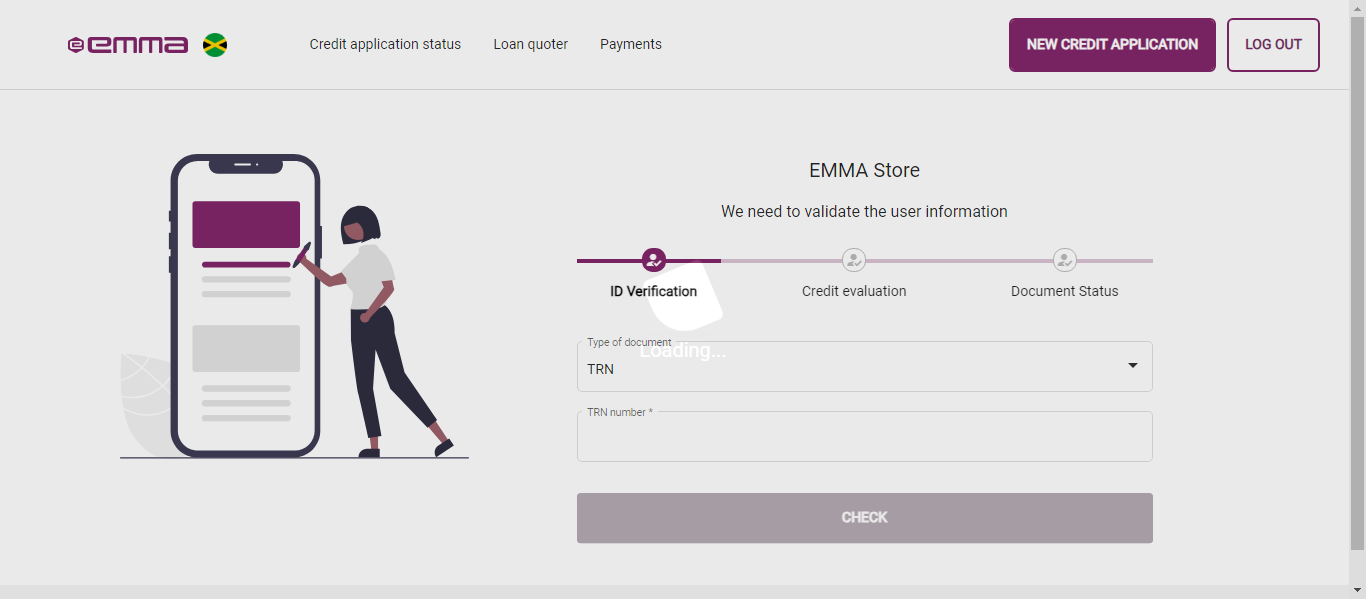 emma
Credit application status
Loan quoter
Payments
NEW CREDIT APPLICATION
LOG OUT
EMMA Store
We need to validate the user information
ID Verification
Credit evaluation
Document Status
Loading...
Type of document
TRN
TRN number *
CHECK